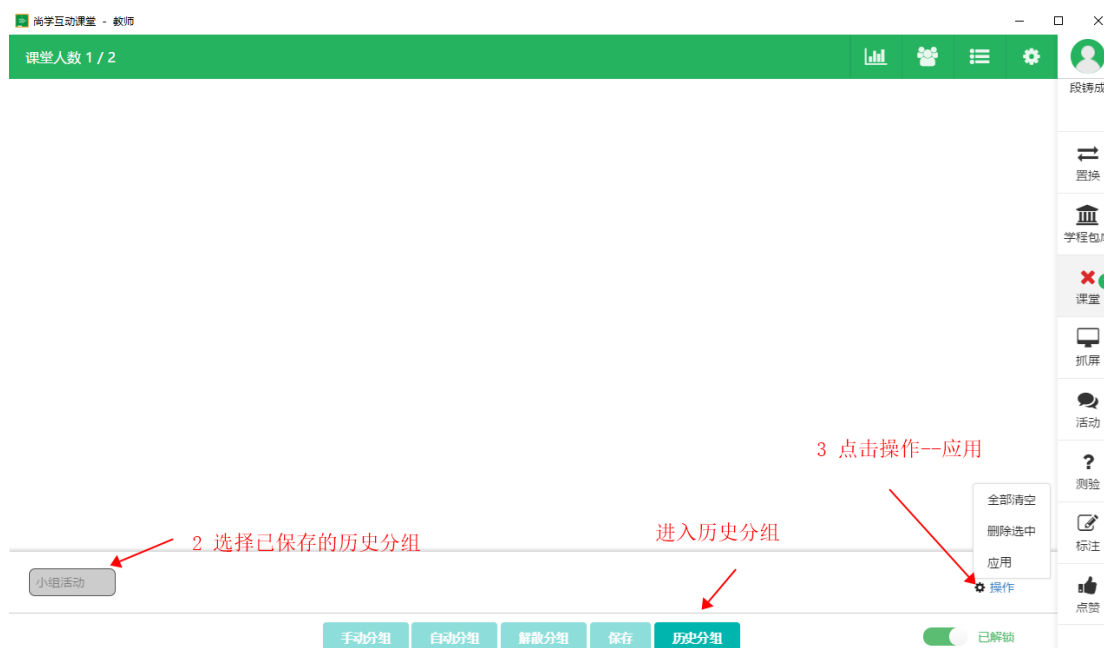 尚学互动课堂 - 教师
课堂人数 1 / 2
段铸成
置换
学程包
课堂
抓屏
活动
3 点击操作--应用
测验
全部清空
进入历史分组
删除选中
2 选择已保存的历史分组
标注
应用
小组活动
操作
点赞
手动分组
自动分组
解散分组
保存
历史分组
已解锁